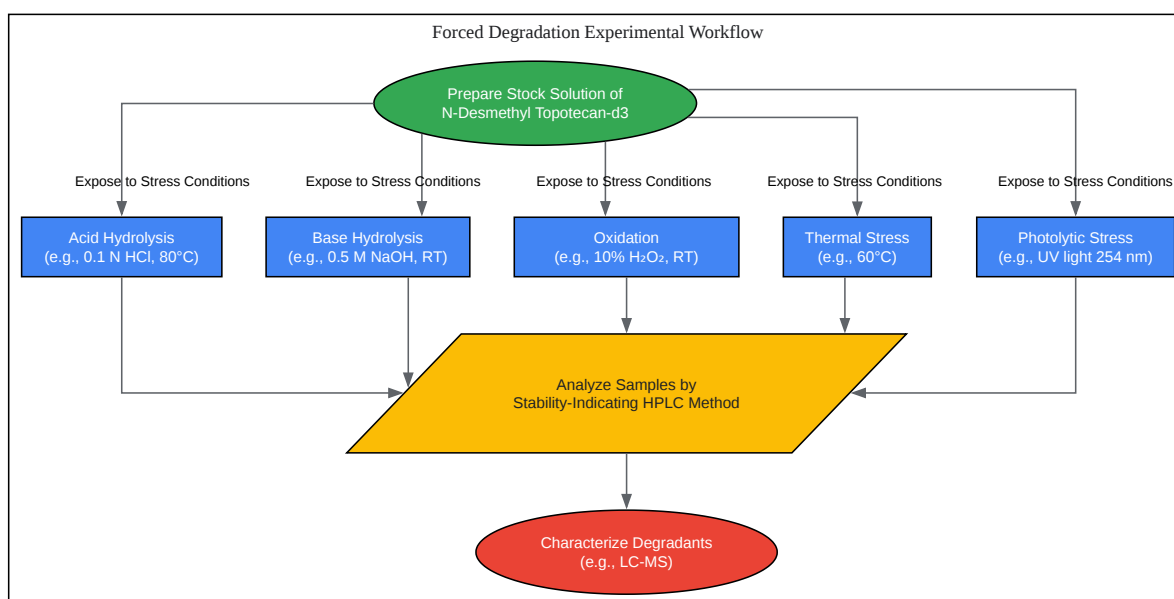 Forced Degradation Experimental Workflow
Prepare Stock Solution of
N-Desmethyl Topotecan-d3
Expose to Stress Conditions
Expose to Stress Conditions
Expose to Stress Conditions
Expose to Stress Conditions
Expose to Stress Conditions
Acid Hydrolysis
(e.g., 0.1 N HCl, 80°C)
Base Hydrolysis
(e.g., 0.5 M NaOH, RT)
Oxidation
(e.g., 10% H₂O₂, RT)
Thermal Stress
(e.g., 60°C)
Photolytic Stress
(e.g., UV light 254 nm)
Analyze Samples by
Stability-Indicating HPLC Method
Characterize Degradants
(e.g., LC-MS)